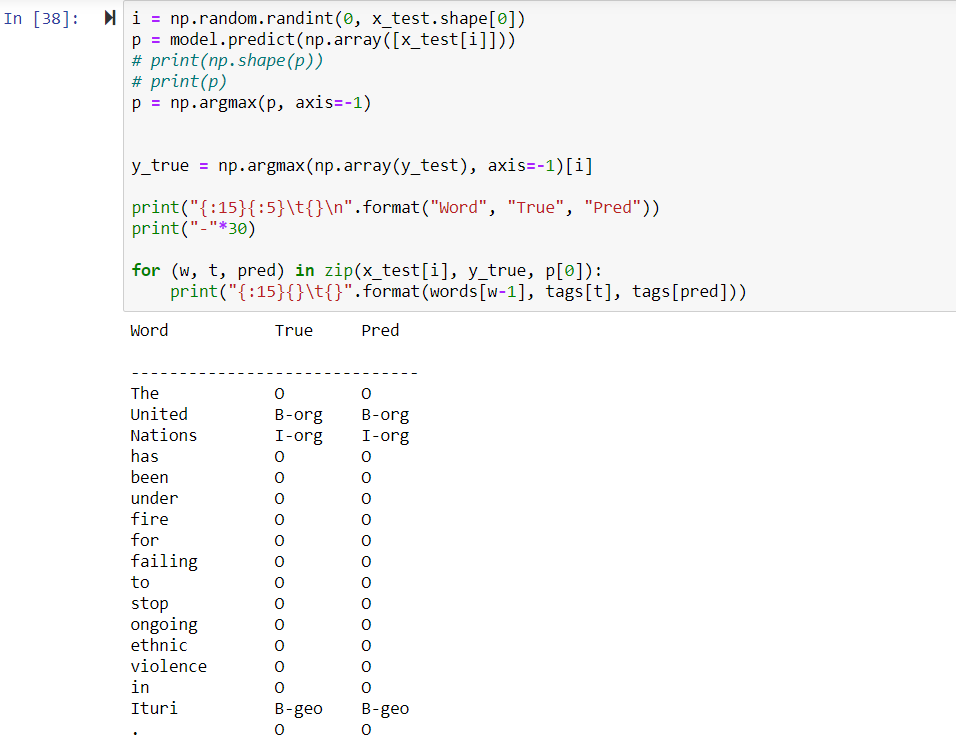 In [38]:
i = np.random.randint(0, x_test.shape[0])
p = model.predict(np.array([x_test[i]]))
# print(np.shape(p))
# print(p)
p = np.argmax(p, axis=-1)
y_true = np.argmax(np.array(y_test), axis=-1)[i]
print("{:15}{:5}\t{}\n".format("Word", "True", "Pred"))
print("-"*30)
for (w, t, pred) in zip(x_test[i], y_true, p[0]):
    print("{:15}{}\t{}".format(words[w-1], tags[t], tags[pred]))
Word           True     Pred
------------------------------
The            O        O
United         B-org    B-org
Nations        I-org    I-org
has            O        O
been           O        O
under          O        O
fire           O        O
for            O        O
failing        O        O
to             O        O
stop           O        O
ongoing        O        O
ethnic         O        O
violence       O        O
in             O        O
Ituri          B-geo    B-geo
.              O        O